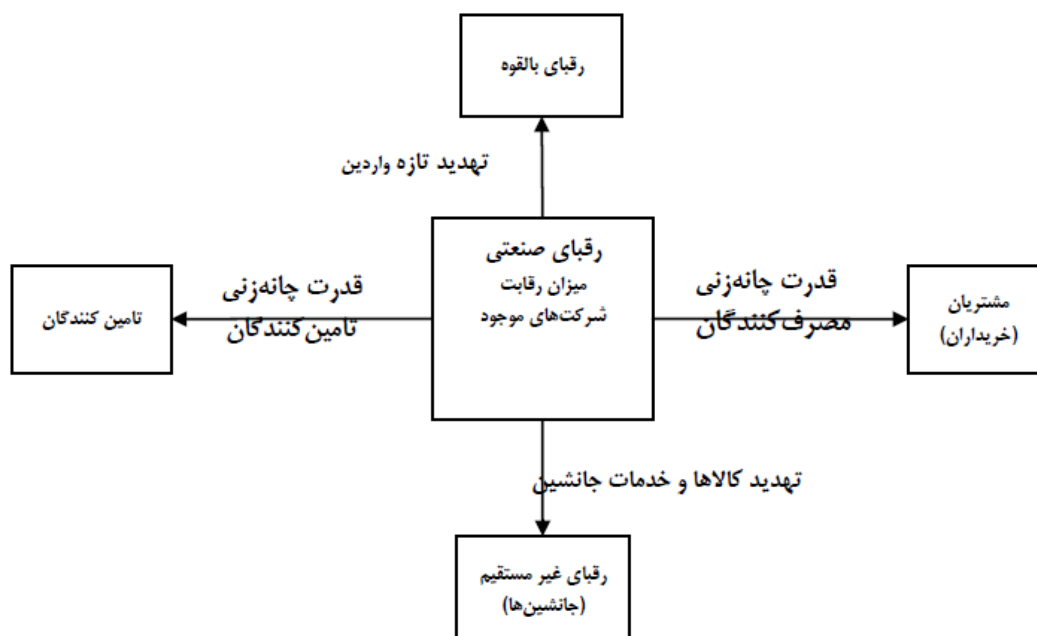 رقبای بالقوه
تهدید تازه واردین
رقبای صنعتی
میزان رقابت
شرکت‌های موجود
قدرت چانه‌زنی
مصرف‌کنندگان
مشتریان
(خریداران)
قدرت چانه‌زنی
تامین‌کنندگان
تامین کنندگان
تهدید کالاها و خدمات جانشین
رقبای غیر مستقیم
(جانشین‌ها)